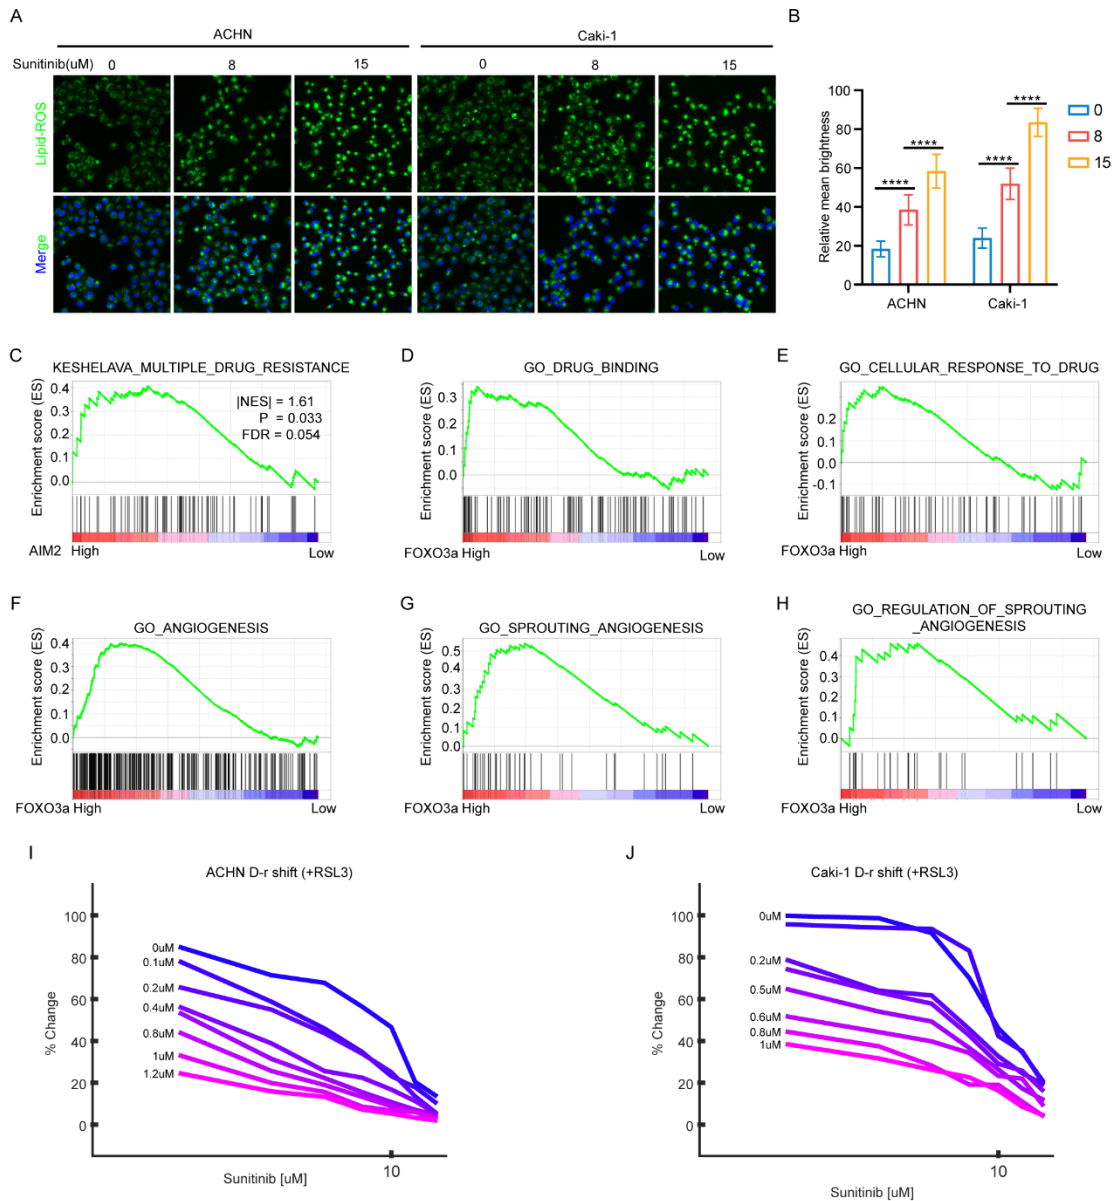 A
ACHN
Caki-1
Sunitinib(uM)
0
8
15
0
8
15
Lipid-ROS
Merge
B
Relative mean brightness
100
80
60
40
20
0
****
****
****
****
ACHN
Caki-1
0
8
15
C
KESHELAVA_MULTIPLE_DRUG_RESISTANCE
Enrichment score (ES)
0.4
0.3
0.2
0.1
0.0
|NES| = 1.61
P = 0.033
FDR = 0.054
AIM2 High
Low
D
GO_DRUG_BINDING
Enrichment score (ES)
0.3
0.2
0.1
0.0
FOXO3a High
Low
E
GO_CELLULAR_RESPONSE_TO_DRUG
Enrichment score (ES)
0.3
0.2
0.1
0.0
-0.1
FOXO3a High
Low
F
GO_ANGIOGENESIS
Enrichment score (ES)
0.4
0.3
0.2
0.1
0.0
FOXO3a High
Low
G
GO_SPROUTING_ANGIOGENESIS
Enrichment score (ES)
0.5
0.4
0.3
0.2
0.1
0.0
FOXO3a High
Low
H
GO_REGULATION_OF_SPROUTING
_ANGIOGENESIS
Enrichment score (ES)
0.4
0.3
0.2
0.1
0.0
FOXO3a High
Low
I
ACHN D-r shift (+RSL3)
% Change
100
80
60
40
20
0
0uM
0.1uM
0.2uM
0.4uM
0.8uM
1uM
1.2uM
10
Sunitinib [uM]
J
Caki-1 D-r shift (+RSL3)
% Change
100
80
60
40
20
0
0uM
0.2uM
0.5uM
0.6uM
0.8uM
1uM
10
Sunitinib [uM]